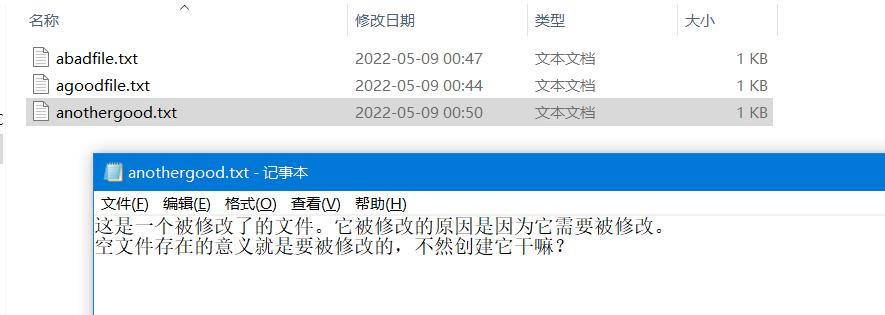 名称 修改日期 类型 大小
abadfile.txt 2022-05-09 00:47 文本文档 1 KB
agoodfile.txt 2022-05-09 00:44 文本文档 1 KB
anothergood.txt 2022-05-09 00:50 文本文档 1 KB
anothergood.txt - 记事本
文件(F) 编辑(E) 格式(O) 查看(V) 帮助(H)
这是一个被修改了的文件。它被修改的原因是因为它需要被修改。
空文件存在的意义就是要被修改的，不然创建它干嘛？